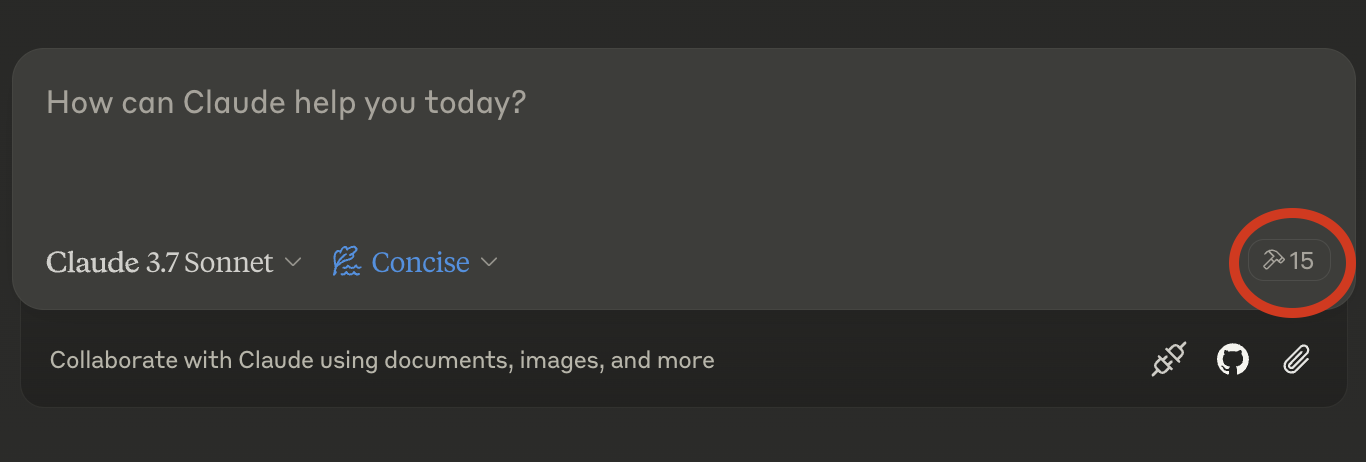 How can Claude help you today?
Claude 3.7 Sonnet Concise 15
Collaborate with Claude using documents, images, and more